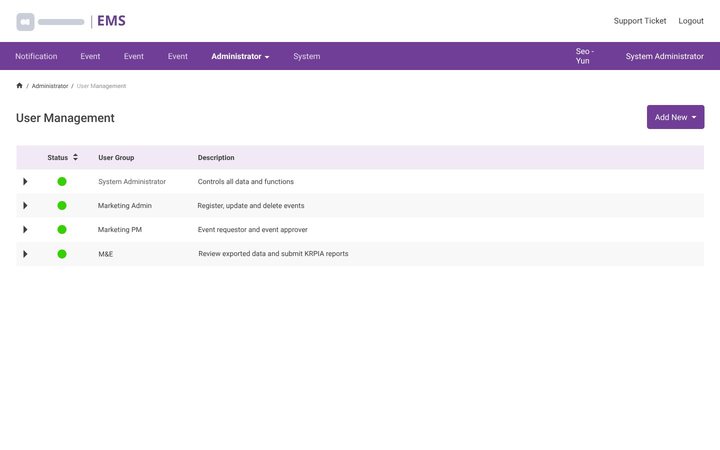 | EMS
Support Ticket Logout
Notification Event Event Event Administrator System Seo - Yun System Administrator
/ Administrator / User Management
User Management
Add New
Status User Group Description
System Administrator Controls all data and functions
Marketing Admin Register, update and delete events
Marketing PM Event requestor and event approver
M&E Review exported data and submit KRPIA reports